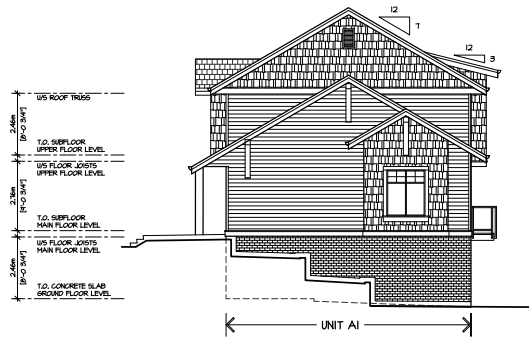 12
7
12
3
U/S ROOF TRUSS
2.46m
[8'-0 3/4"]
T.O. SUBFLOOR
UPPER FLOOR LEVEL
U/S FLOOR JOISTS
UPPER FLOOR LEVEL
2.76m
[9'-0 3/4"]
T.O. SUBFLOOR
MAIN FLOOR LEVEL
U/S FLOOR JOISTS
MAIN FLOOR LEVEL
2.46m
[8'-0 3/4"]
T.O. CONCRETE SLAB
GROUND FLOOR LEVEL
UNIT A1